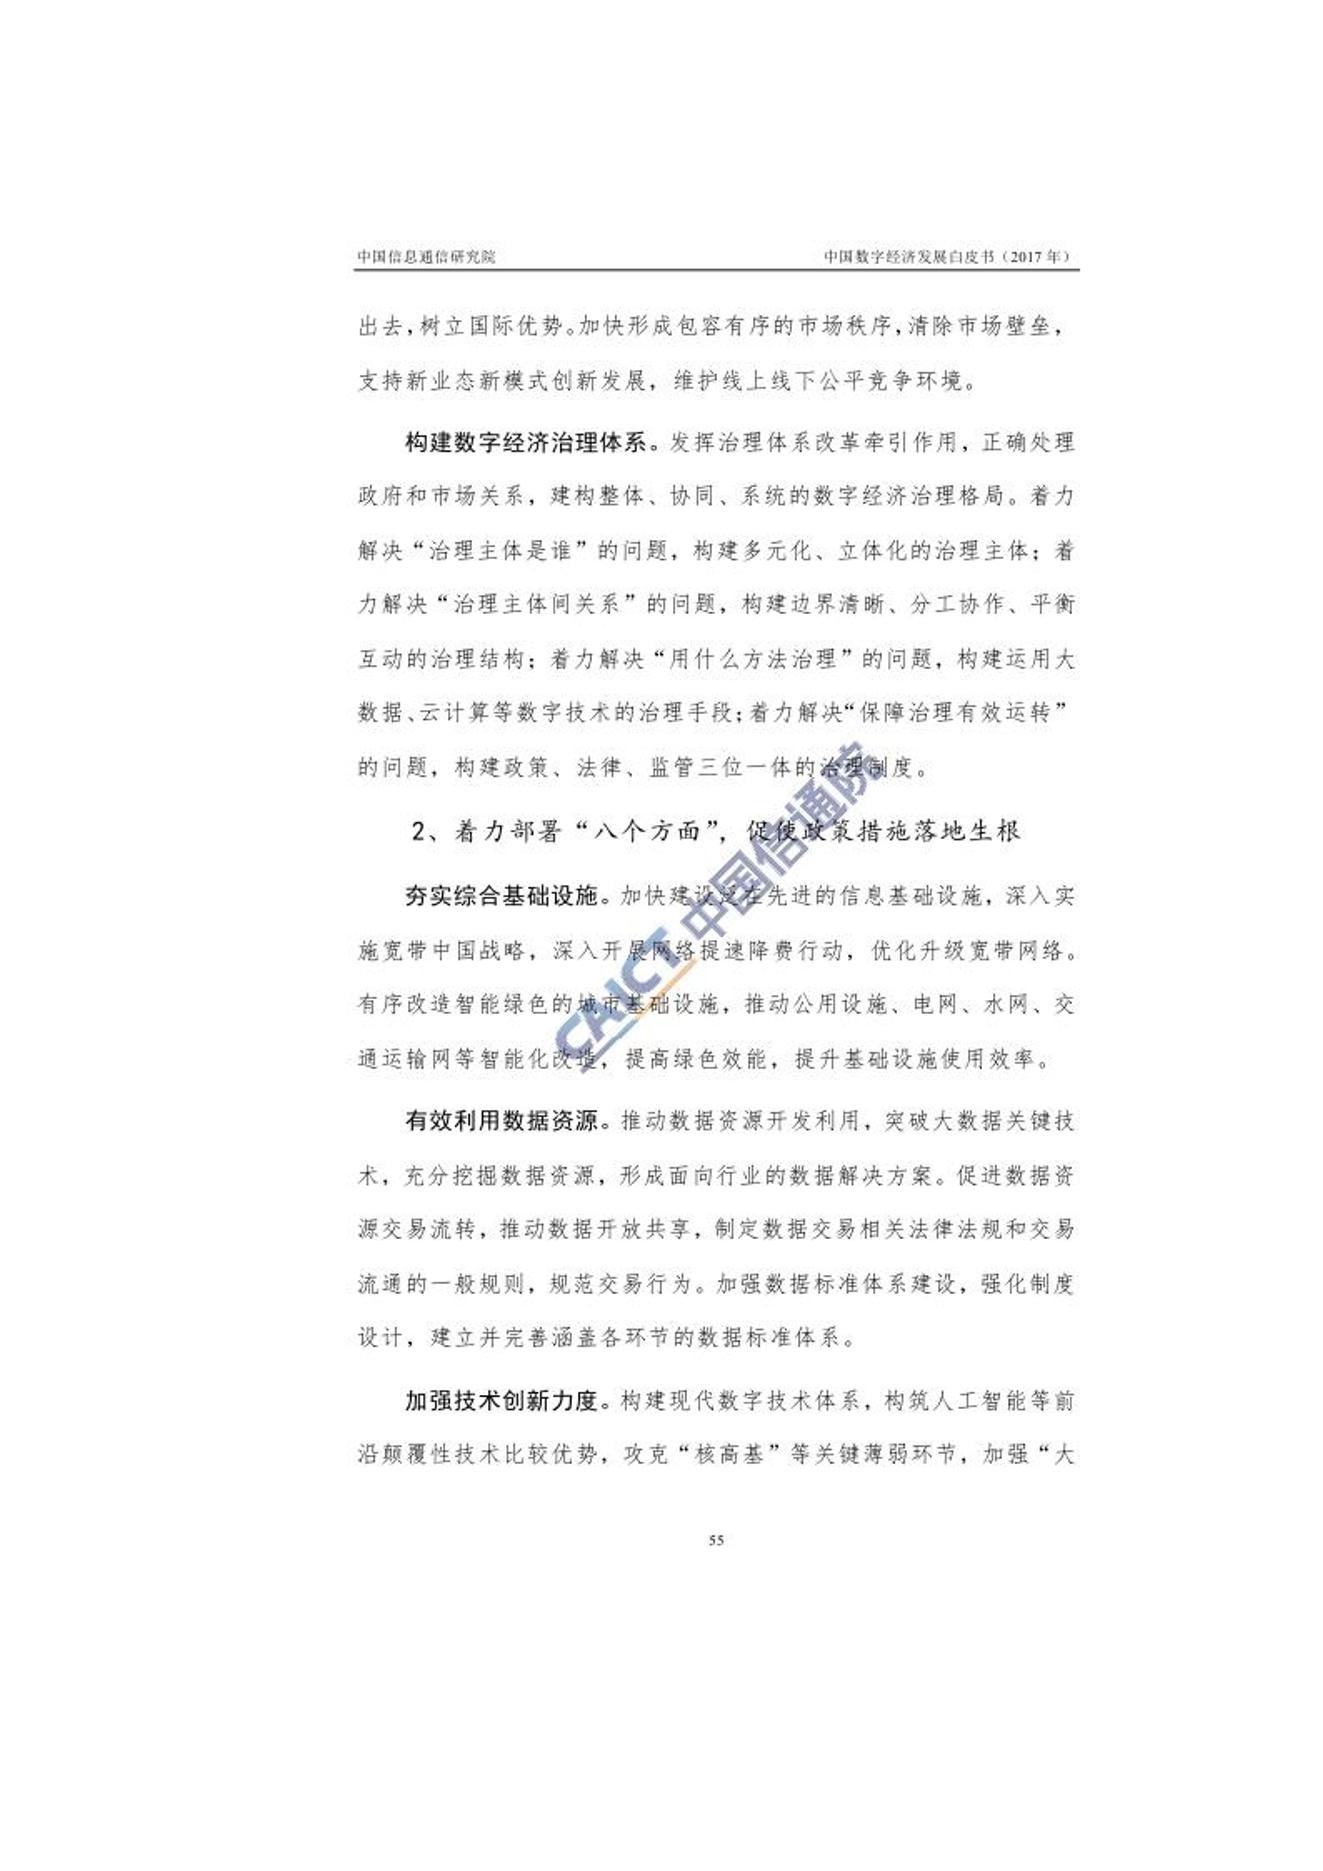 中国信息通信研究院 中国数字经济发展白皮书（2017 年）
出去，树立国际优势。加快形成包容有序的市场秩序，清除市场壁垒，
支持新业态新模式创新发展，维护线上线下公平竞争环境。
构建数字经济治理体系。发挥治理体系改革牵引作用，正确处理
政府和市场关系，建构整体、协同、系统的数字经济治理格局。着力
解决“治理主体是谁”的问题，构建多元化、立体化的治理主体；着
力解决“治理主体间关系”的问题，构建边界清晰、分工协作、平衡
互动的治理结构；着力解决“用什么方法治理”的问题，构建运用大
数据、云计算等数字技术的治理手段；着力解决“保障治理有效运转”
的问题，构建政策、法律、监管三位一体的治理制度。
2、着力部署“八个方面”，促使政策措施落地生根
夯实综合基础设施。加快建设泛在先进的信息基础设施，深入实
施宽带中国战略，深入开展网络提速降费行动，优化升级宽带网络。
有序改造智能绿色的城市基础设施，推动公用设施、电网、水网、交
通运输网等智能化改造，提高绿色效能，提升基础设施使用效率。
有效利用数据资源。推动数据资源开发利用，突破大数据关键技
术，充分挖掘数据资源，形成面向行业的数据解决方案。促进数据资
源交易流转，推动数据开放共享，制定数据交易相关法律法规和交易
流通的一般规则，规范交易行为。加强数据标准体系建设，强化制度
设计，建立并完善涵盖各环节的数据标准体系。
加强技术创新力度。构建现代数字技术体系，构筑人工智能等前
沿颠覆性技术比较优势，攻克“核高基”等关键薄弱环节，加强“大
55
CAICT 中国信通院